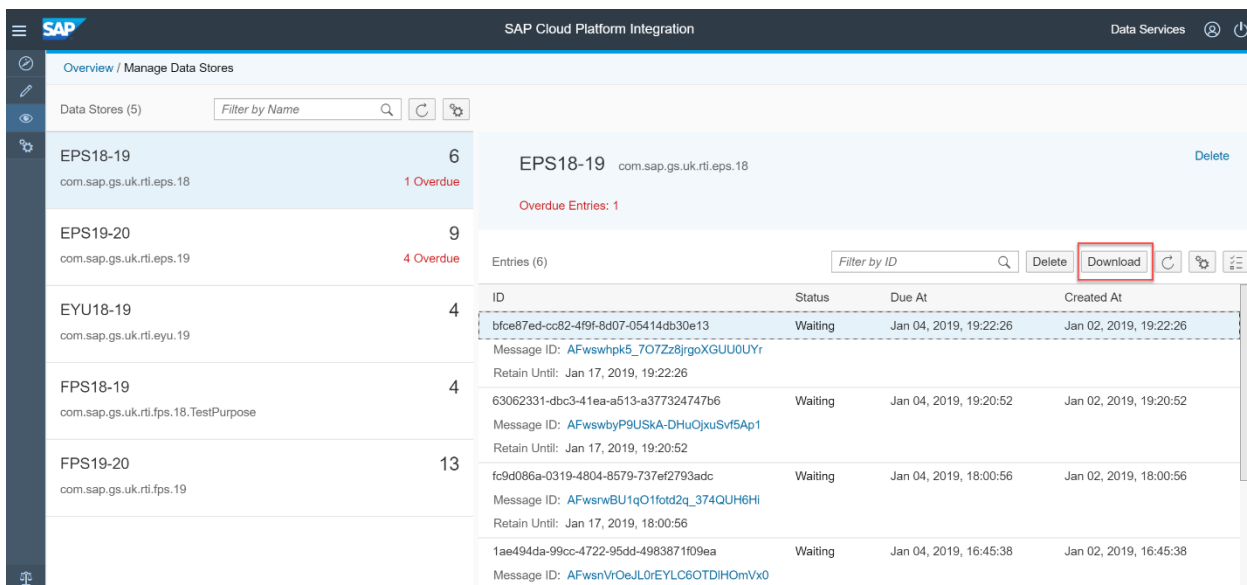 SAP
SAP Cloud Platform Integration
Data Services
Overview / Manage Data Stores
Data Stores (5)
Filter by Name
EPS18-19
6
com.sap.gs.uk.rti.eps.18
1 Overdue
EPS19-20
9
com.sap.gs.uk.rti.eps.19
4 Overdue
EYU18-19
4
com.sap.gs.uk.rti.eyu.19
FPS18-19
4
com.sap.gs.uk.rti.fps.18.TestPurpose
FPS19-20
13
com.sap.gs.uk.rti.fps.19
EPS18-19 com.sap.gs.uk.rti.eps.18
Delete
Overdue Entries: 1
Entries (6)
Filter by ID
Delete
Download
ID Status Due At Created At
bfce87ed-cc82-4f9f-8d07-05414db30e13 Waiting Jan 04, 2019, 19:22:26 Jan 02, 2019, 19:22:26
Message ID: AFwswhpk5_7O7Zz8jrgoXGUU0UYr
Retain Until: Jan 17, 2019, 19:22:26
63062331-dbc3-41ea-a513-a377324747b6 Waiting Jan 04, 2019, 19:20:52 Jan 02, 2019, 19:20:52
Message ID: AFwswbyP9USkA-DHuOjxuSvf5Ap1
Retain Until: Jan 17, 2019, 19:20:52
fc9d086a-0319-4804-8579-737ef2793adc Waiting Jan 04, 2019, 18:00:56 Jan 02, 2019, 18:00:56
Message ID: AFwsrwBU1qO1fotd2q_374QUH6Hi
Retain Until: Jan 17, 2019, 18:00:56
1ae494da-99cc-4722-95dd-4983871f09ea Waiting Jan 04, 2019, 16:45:38 Jan 02, 2019, 16:45:38
Message ID: AFwsnVrOeJL0rEYLC6OTDlHOmVx0